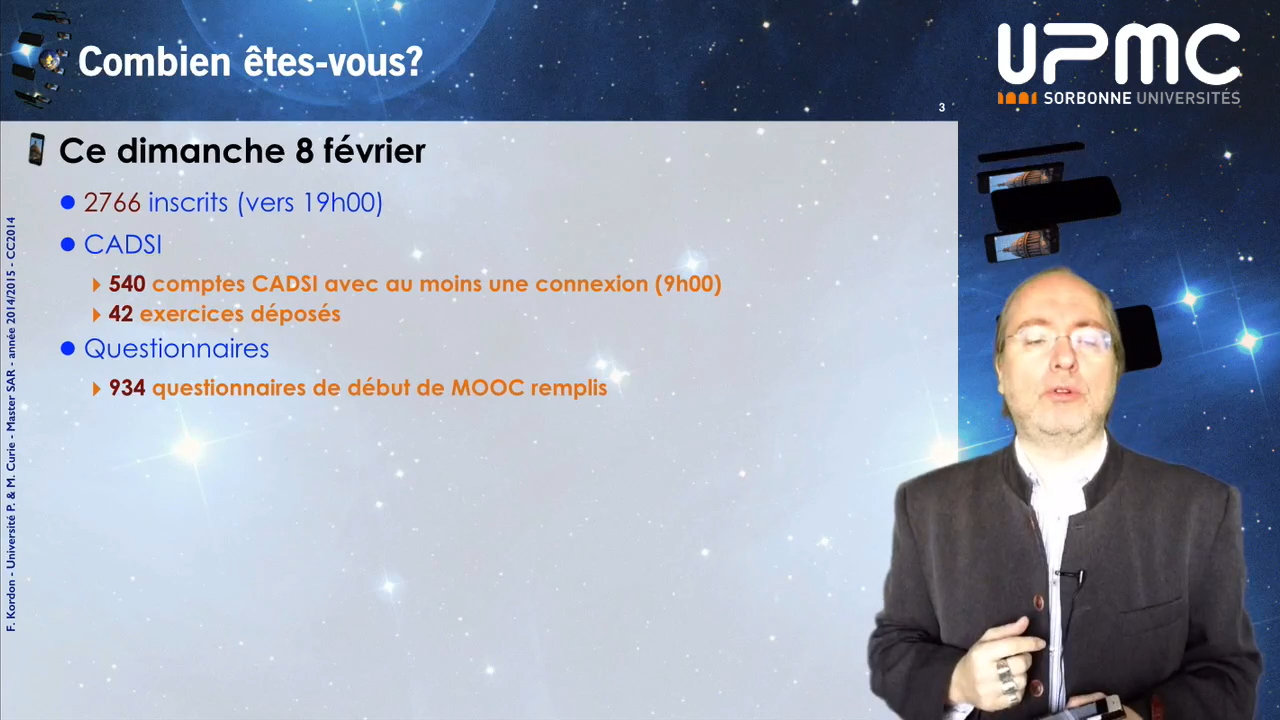 Combien êtes-vous?
UPMC
SORBONNE UNIVERSITÉS
3
Ce dimanche 8 février
2766 inscrits (vers 19h00)
CADSI
540 comptes CADSI avec au moins une connexion (9h00)
42 exercices déposés
Questionnaires
934 questionnaires de début de MOOC remplis
F. Kordon - Université P. & M. Curie - Master SAR - année 2014/2015 - CC2014